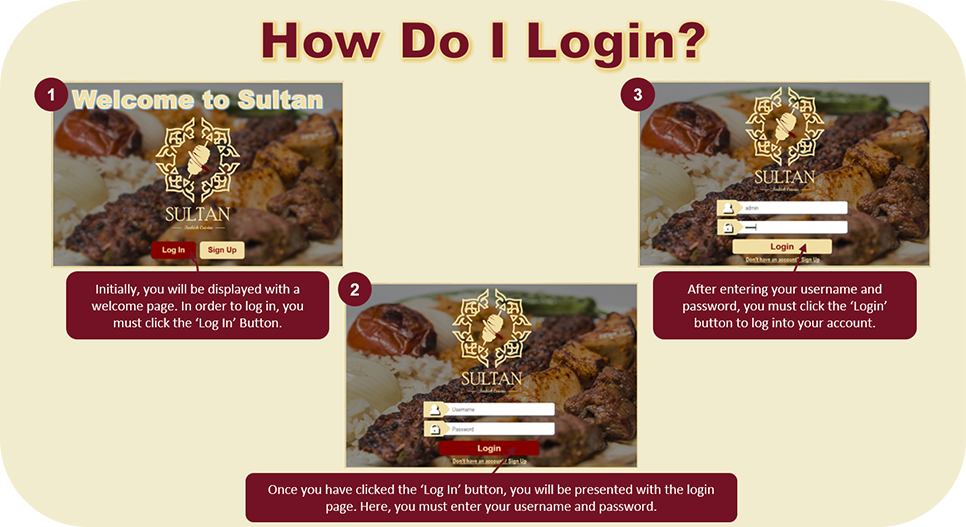 How Do I Login?
1
Welcome to Sultan
SULTAN
Turkish Cuisine
Log In
Sign Up
Initially, you will be displayed with a
welcome page. In order to log in, you
must click the ‘Log In’ Button.
2
SULTAN
Turkish Cuisine
Username
Password
Login
Don't have an account? Sign Up
Once you have clicked the ‘Log In’ button, you will be presented with the login
page. Here, you must enter your username and password.
3
SULTAN
Turkish Cuisine
admin
Login
Don't have an account? Sign Up
After entering your username and
password, you must click the ‘Login’
button to log into your account.